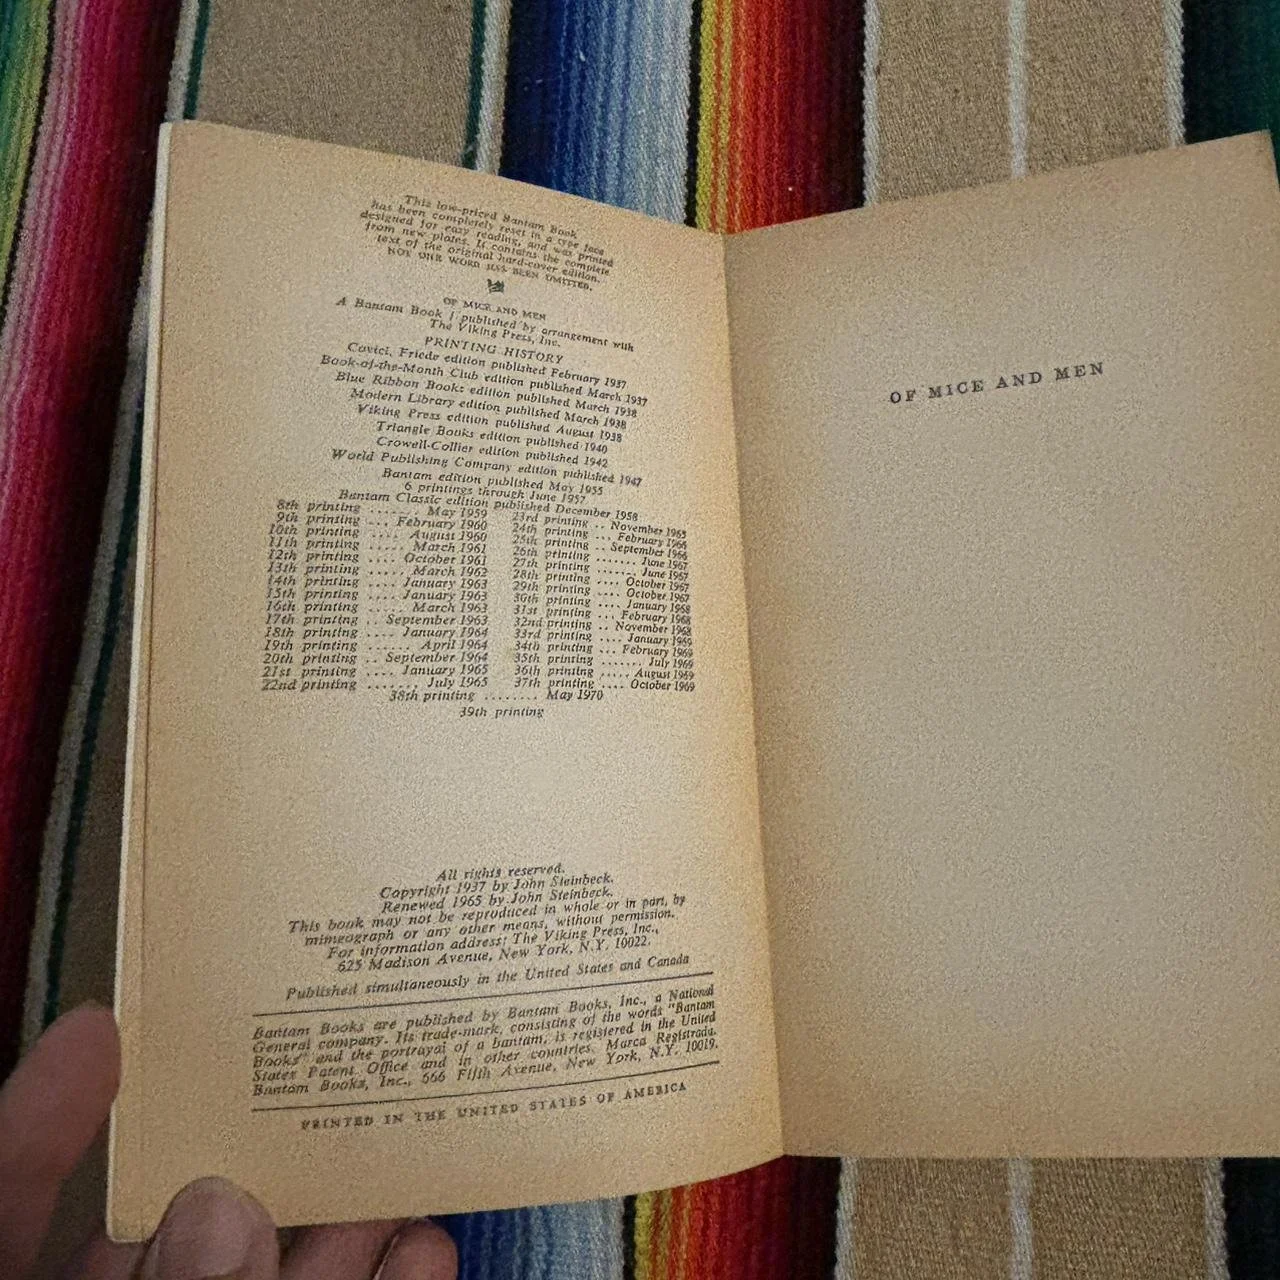 This low-priced Bantam Book
has been completely reset in a type face
designed for easy reading, and was printed
from new plates. It contains the complete
text of the original hard-cover edition.
NOT ONE WORD HAS BEEN OMITTED.
OF MICE AND MEN
A Bantam Book / published by arrangement with
The Viking Press, Inc.
PRINTING HISTORY
Covici, Friede edition published February 1937
Book-of-the-Month Club edition published March 1937
Blue Ribbon Books edition published March 1938
Modern Library edition published March 1938
Viking Press edition published August 1938
Triangle Books edition published 1940
Crowell-Collier edition published 1942
World Publishing Company edition published 1947
Bantam edition published May 1955
6 printings through June 1957
Bantam Classic edition published December 1958
8th printing ....... May 1959
9th printing ... February 1960
10th printing .... August 1960
11th printing ..... March 1961
12th printing .... October 1961
13th printing ..... March 1962
14th printing .... January 1963
15th printing .... January 1963
16th printing ..... March 1963
17th printing .. September 1963
18th printing .... January 1964
19th printing ...... April 1964
20th printing .. September 1964
21st printing .... January 1965
22nd printing ....... July 1965
23rd printing .. November 1965
24th printing ... February 1966
25th printing .. September 1966
26th printing ....... June 1967
27th printing ....... June 1967
28th printing .... October 1967
29th printing .... October 1967
30th printing .... January 1968
31st printing ... February 1968
32nd printing .. November 1968
33rd printing .... January 1969
34th printing ... February 1969
35th printing ....... July 1969
36th printing ..... August 1969
37th printing .... October 1969
38th printing ........ May 1970
39th printing
All rights reserved.
Copyright 1937 by John Steinbeck.
Renewed 1965 by John Steinbeck.
This book may not be reproduced in whole or in part, by
mimeograph or any other means, without permission.
For information address: The Viking Press, Inc.,
625 Madison Avenue, New York, N.Y. 10022.
Published simultaneously in the United States and Canada
Bantam Books are published by Bantam Books, Inc., a National
General company. Its trade-mark, consisting of the words "Bantam
Books" and the portrayal of a bantam, is registered in the United
States Patent Office and in other countries. Marca Registrada.
Bantam Books, Inc., 666 Fifth Avenue, New York, N.Y. 10019.
PRINTED IN THE UNITED STATES OF AMERICA
OF MICE AND MEN